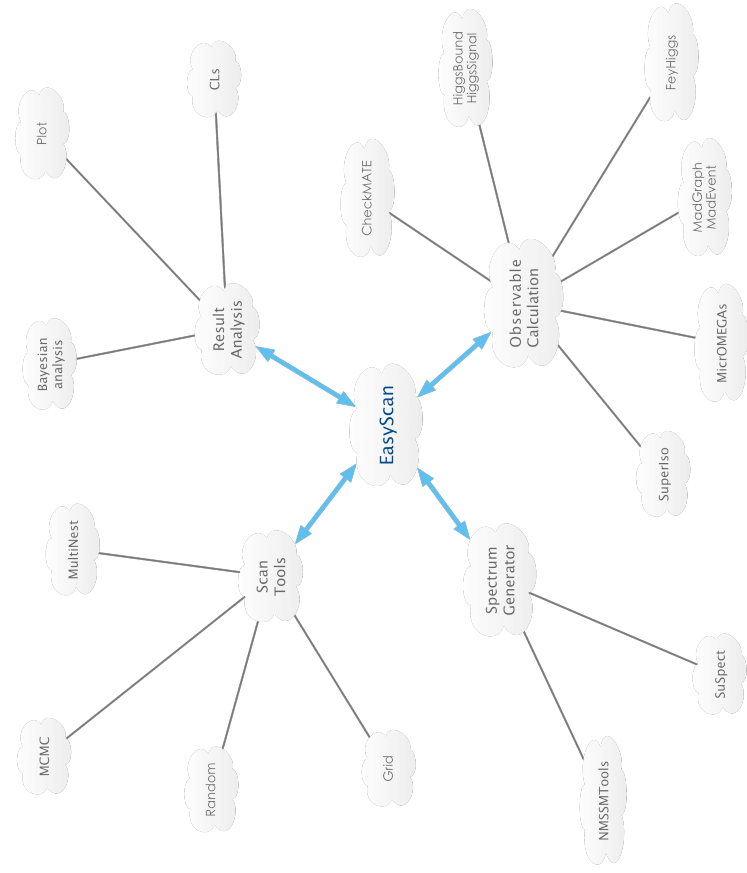 MCMC
MultiNest
Bayesian
analysis
Plot
Random
Scan
Tools
Result
Analysis
CLs
Grid
EasyScan
CheckMATE
NMSSMTools
Spectrum
Generator
Observable
Calculation
HiggsBound
HiggsSignal
SuSpect
SuperIso
MicrOMEGAs
MadGraph
MadEvent
FeyHiggs